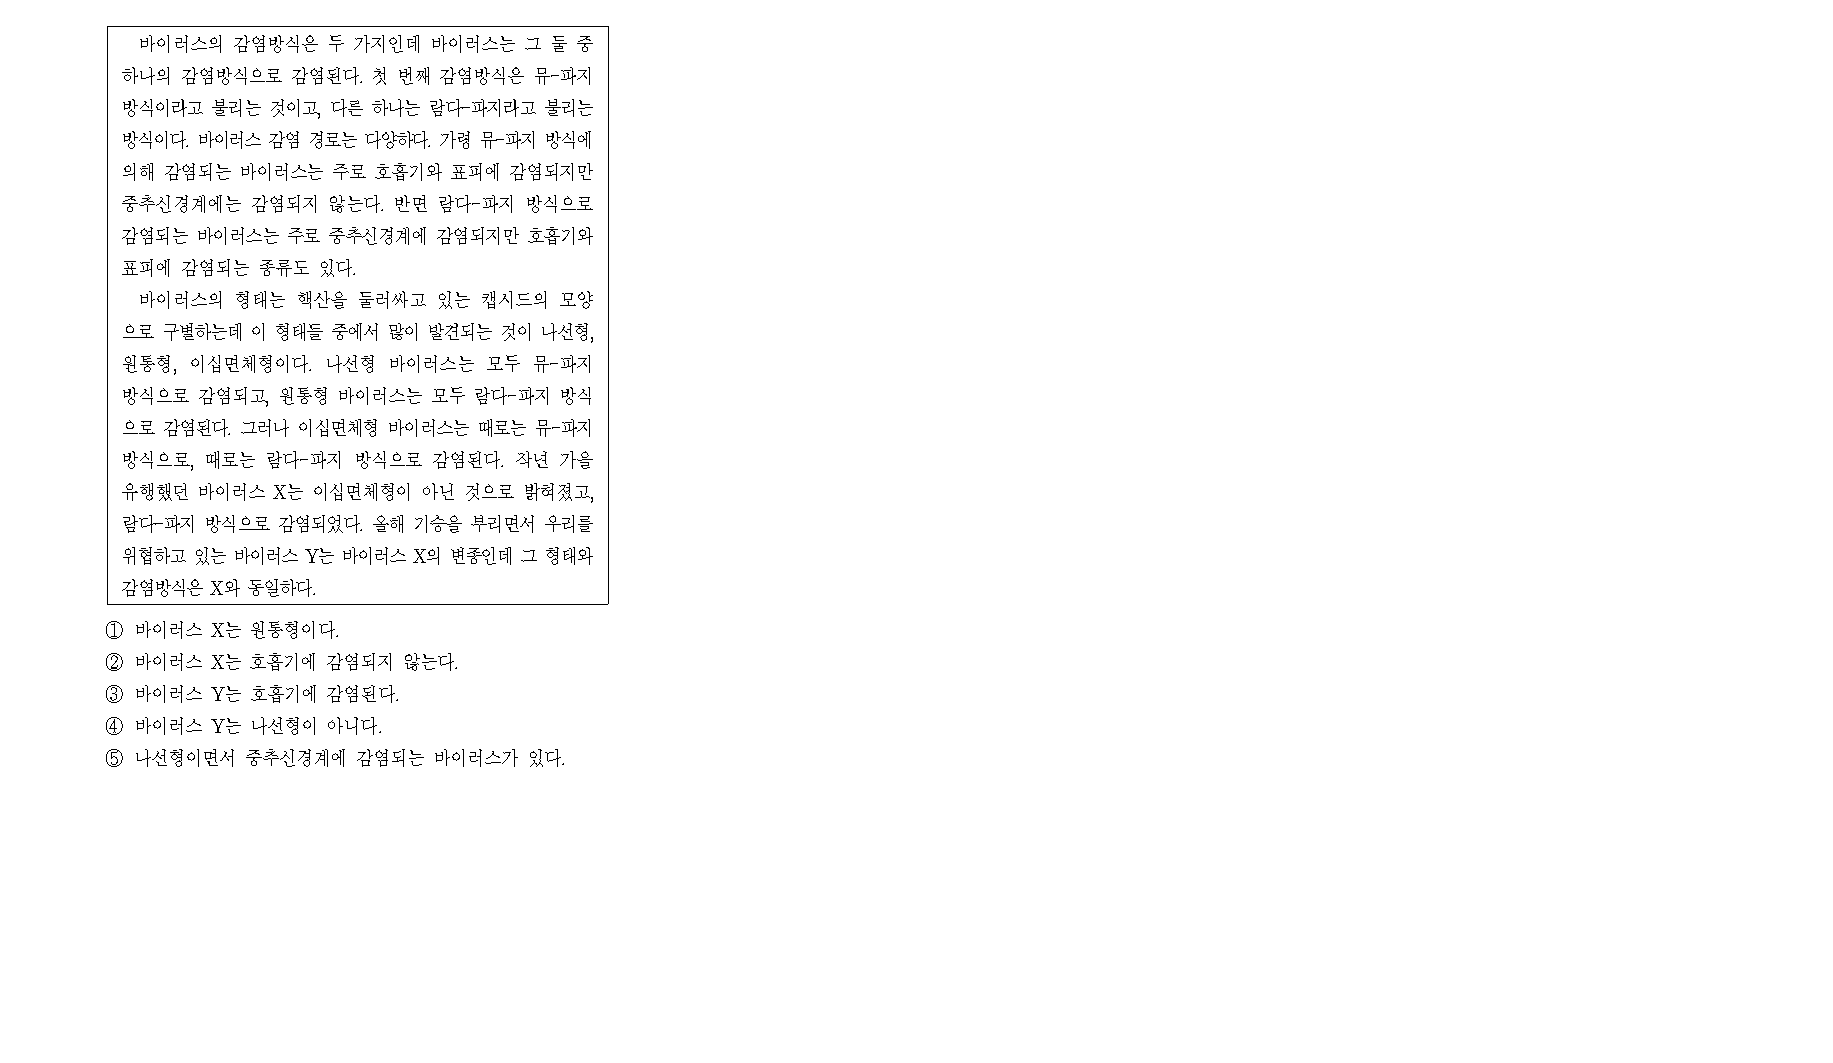 바이러스의 감염방식은 두 가지인데 바이러스는 그 둘 중
하나의 감염방식으로 감염된다. 첫 번째 감염방식은 뮤-파지
방식이라고 불리는 것이고, 다른 하나는 람다-파지라고 불리는
방식이다. 바이러스 감염 경로는 다양하다. 가령 뮤-파지 방식에
의해 감염되는 바이러스는 주로 호흡기와 표피에 감염되지만
중추신경계에는 감염되지 않는다. 반면 람다-파지 방식으로
감염되는 바이러스는 주로 중추신경계에 감염되지만 호흡기와
표피에 감염되는 종류도 있다.
바이러스의 형태는 핵산을 둘러싸고 있는 캡시드의 모양
으로 구별하는데 이 형태들 중에서 많이 발견되는 것이 나선형,
원통형, 이십면체형이다. 나선형 바이러스는 모두 뮤-파지
방식으로 감염되고, 원통형 바이러스는 모두 람다-파지 방식
으로 감염된다. 그러나 이십면체형 바이러스는 때로는 뮤-파지
방식으로, 때로는 람다-파지 방식으로 감염된다. 작년 가을
유행했던 바이러스 X는 이십면체형이 아닌 것으로 밝혀졌고,
람다-파지 방식으로 감염되었다. 올해 기승을 부리면서 우리를
위협하고 있는 바이러스 Y는 바이러스 X의 변종인데 그 형태와
감염방식은 X와 동일하다.
① 바이러스 X는 원통형이다.
② 바이러스 X는 호흡기에 감염되지 않는다.
③ 바이러스 Y는 호흡기에 감염된다.
④ 바이러스 Y는 나선형이 아니다.
⑤ 나선형이면서 중추신경계에 감염되는 바이러스가 있다.